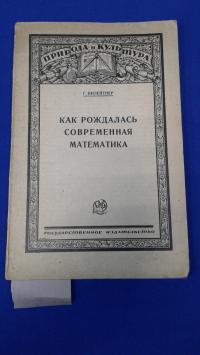 ПРИРОДА И КУЛЬТУРА
Г. ВИЛЕЙТНЕР
КАК РОЖДАЛАСЬ
СОВРЕМЕННАЯ
МАТЕМАТИКА
ГОСУДАРСТВЕННОЕ ИЗДАТЕЛЬСТВО